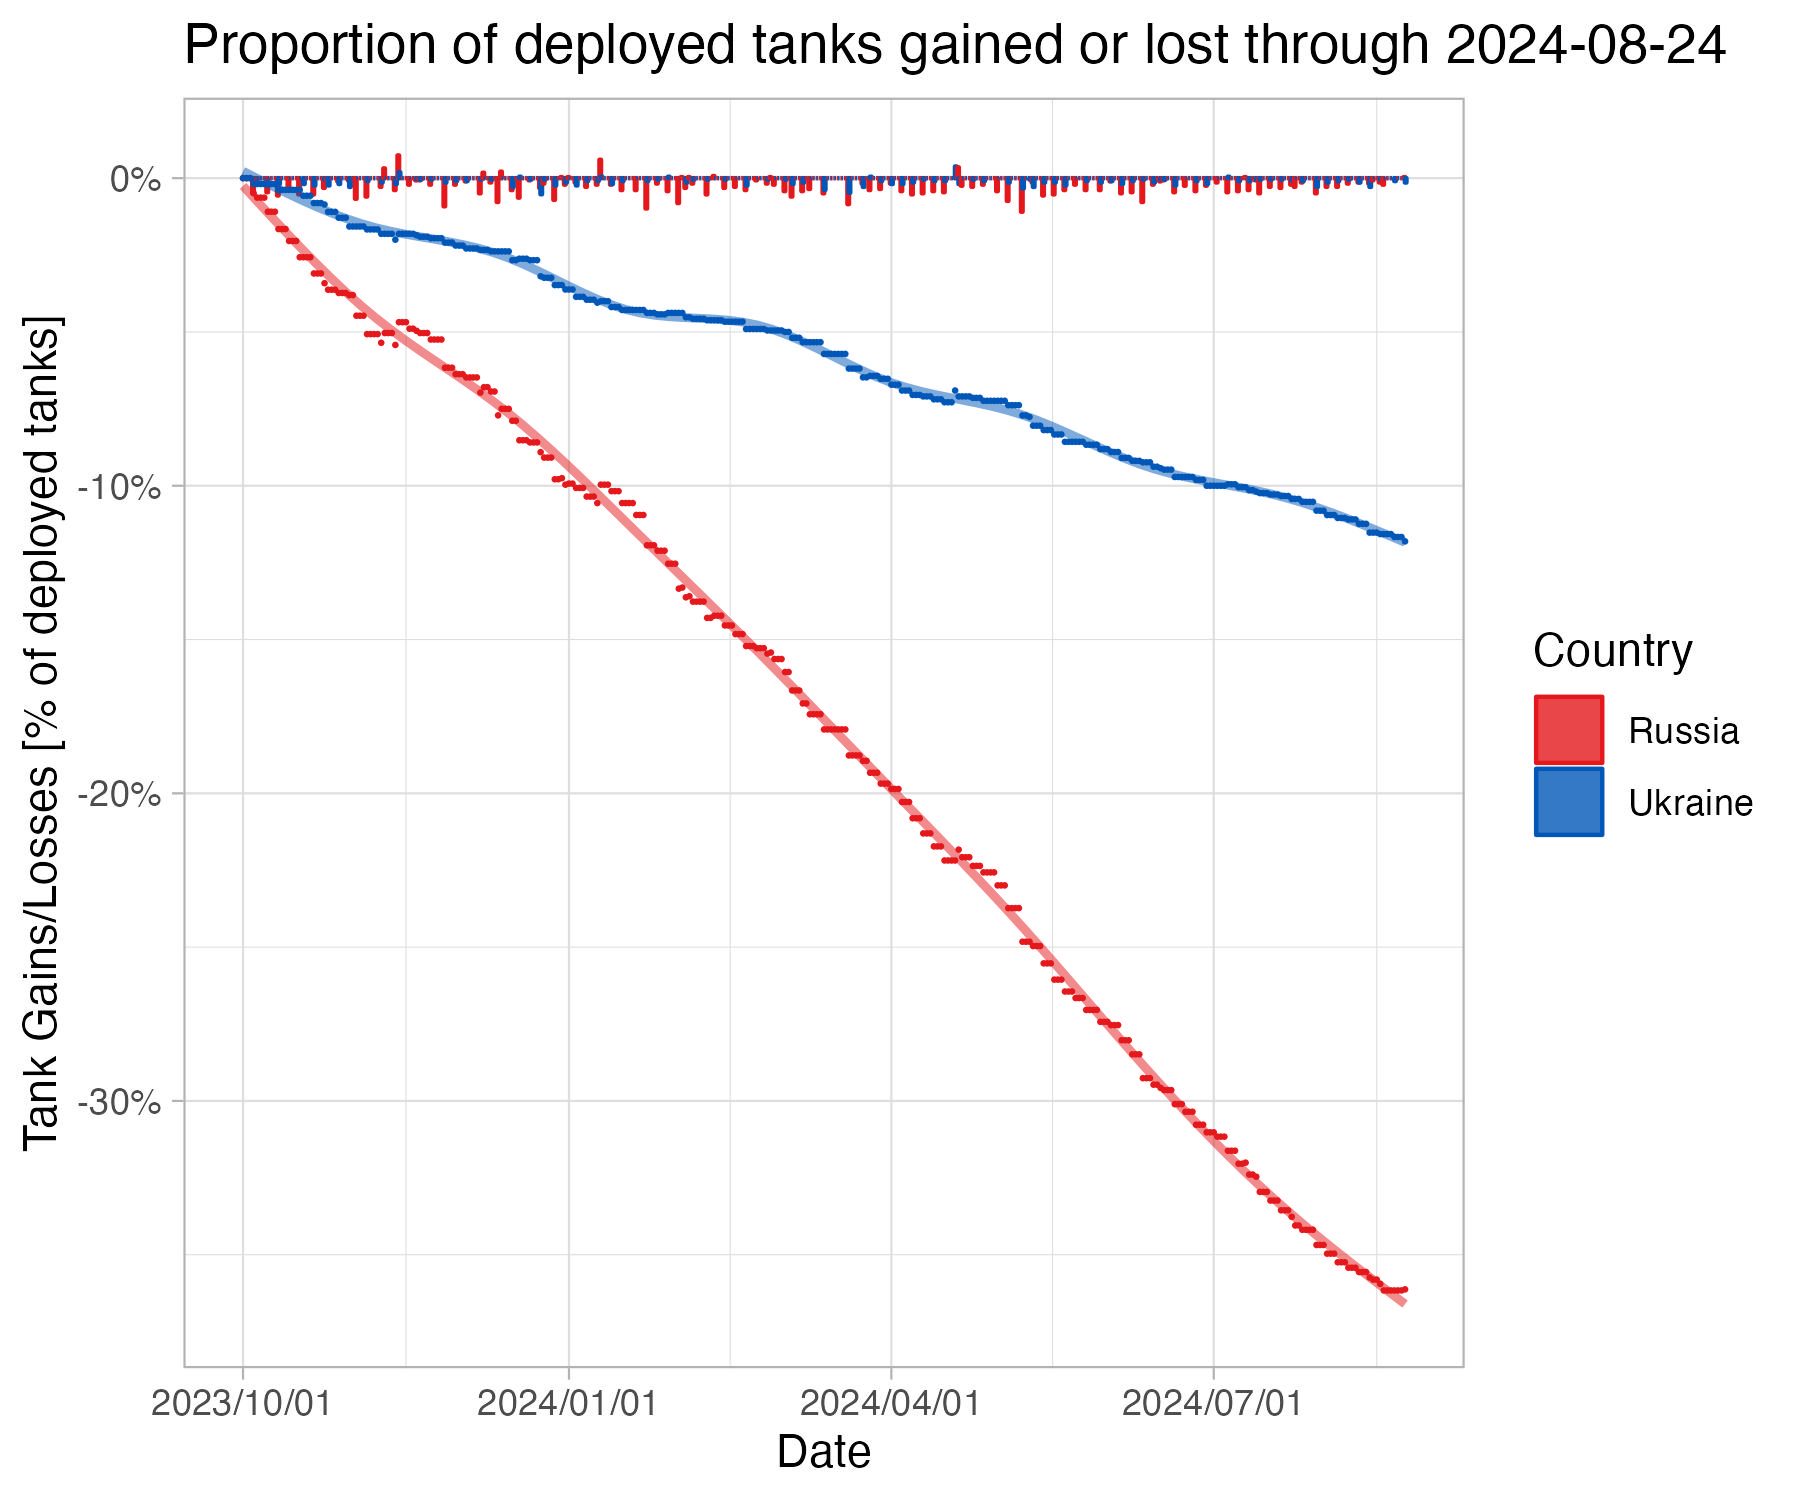 Proportion of deployed tanks gained or lost through 2024-08-24
Tank Gains/Losses [% of deployed tanks]
0%
-10%
-20%
-30%
2023/10/01
2024/01/01
2024/04/01
2024/07/01
Date
Country
Russia
Ukraine